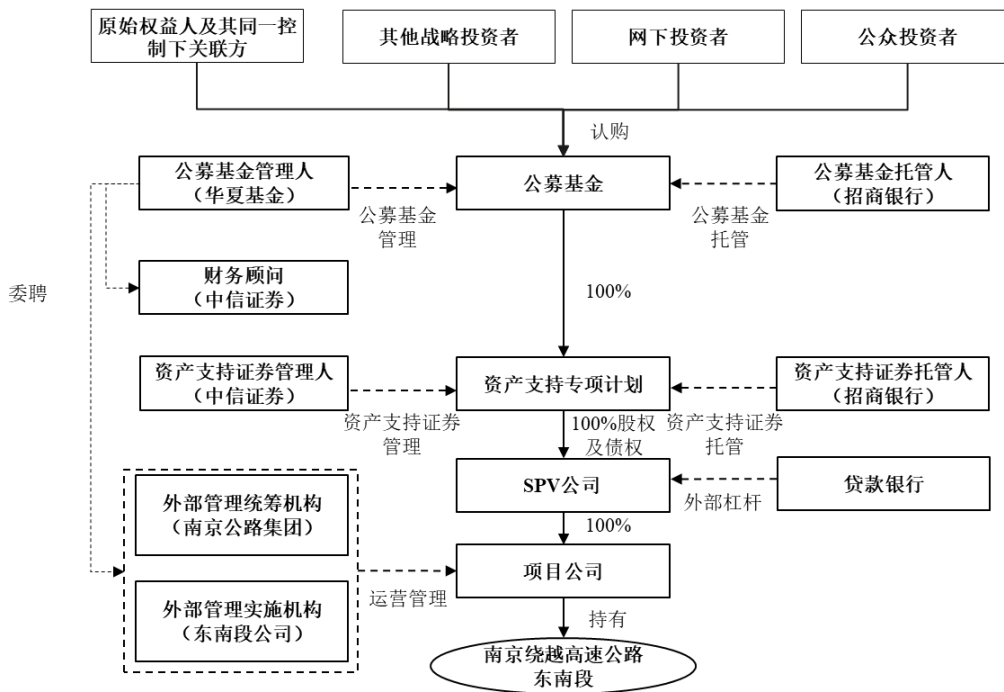 原始权益人及其同一控
制下关联方
其他战略投资者
网下投资者
公众投资者
认购
公募基金管理人
（华夏基金）
公募基金
公募基金托管人
（招商银行）
公募基金
管理
公募基金
托管
委聘
财务顾问
（中信证券）
100%
资产支持证券管理人
（中信证券）
资产支持专项计划
资产支持证券托管人
（招商银行）
资产支持证券
管理
100%股权
及债权
资产支持证券
托管
外部管理统筹机构
（南京公路集团）
SPV公司
贷款银行
外部杠杆
100%
项目公司
运营管理
外部管理实施机构
（东南段公司）
持有
南京绕越高速公路
东南段